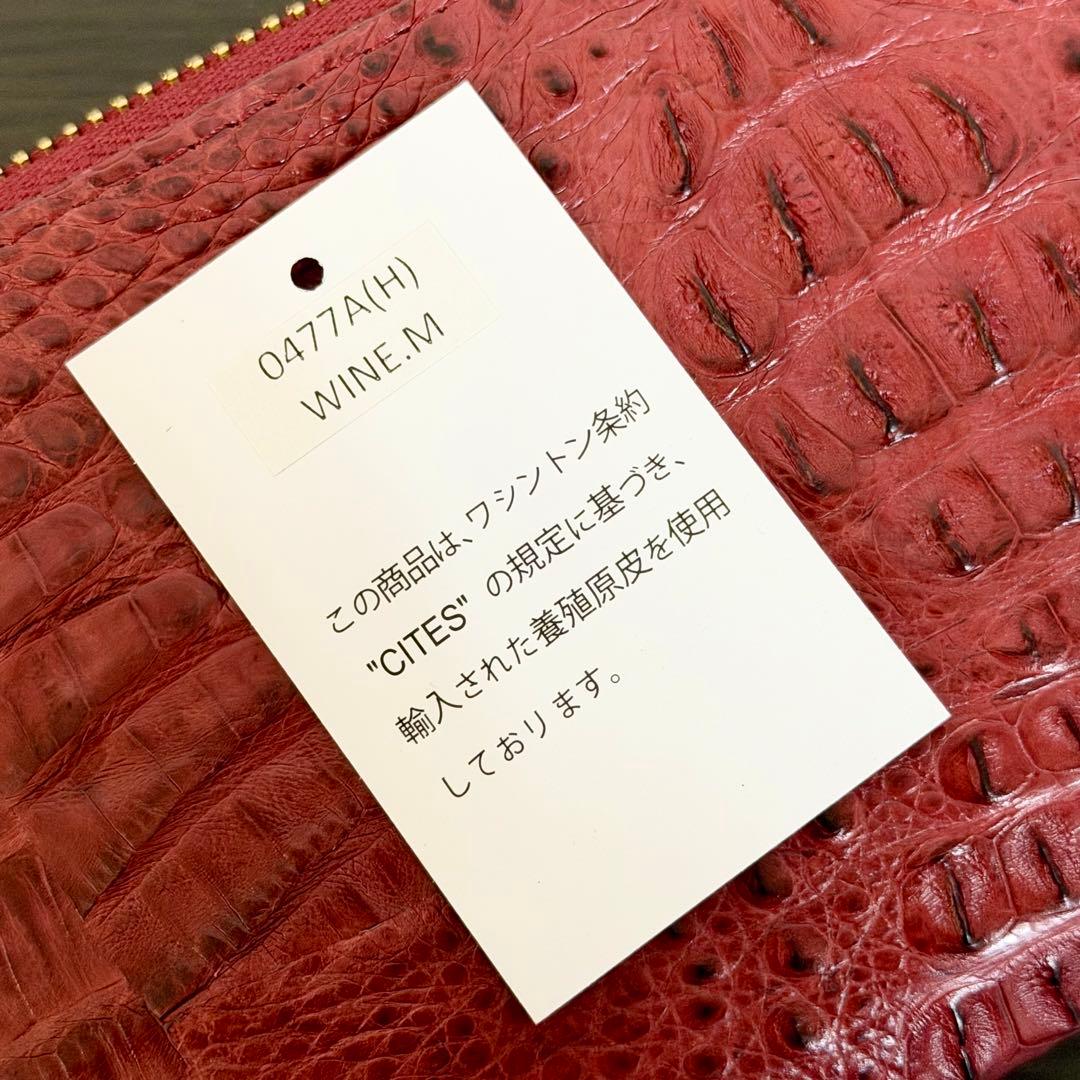 0477A(H)
WINE.M
この商品は、ワシントン条約
"CITES" の規定に基づき、
輸入された養殖原皮を使用
しております。